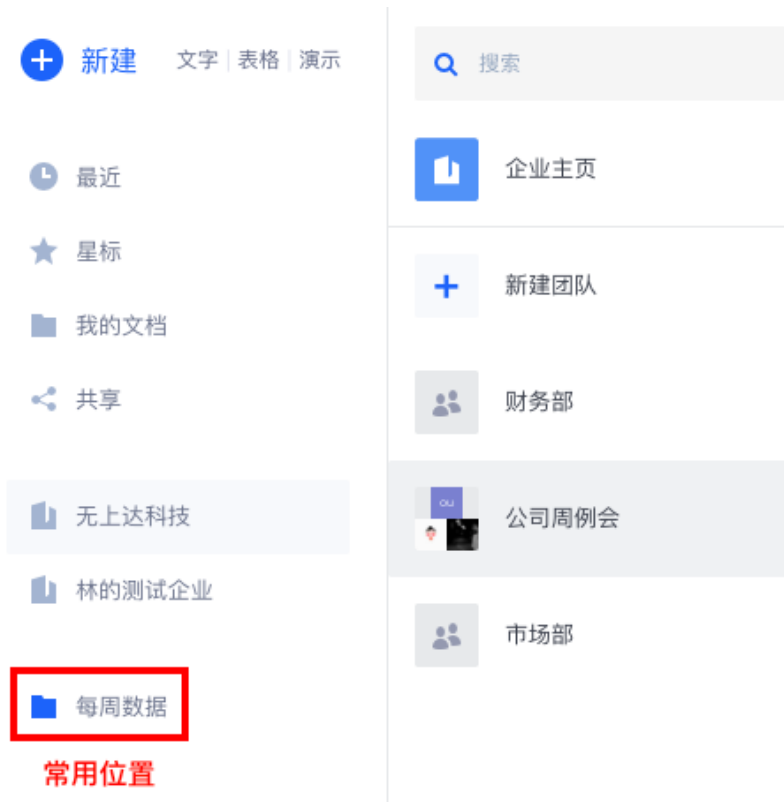 新建 文字 表格 演示
最近
星标
我的文档
共享
无上达科技
林的测试企业
每周数据
常用位置
搜索
企业主页
新建团队
财务部
OU
公司周例会
市场部